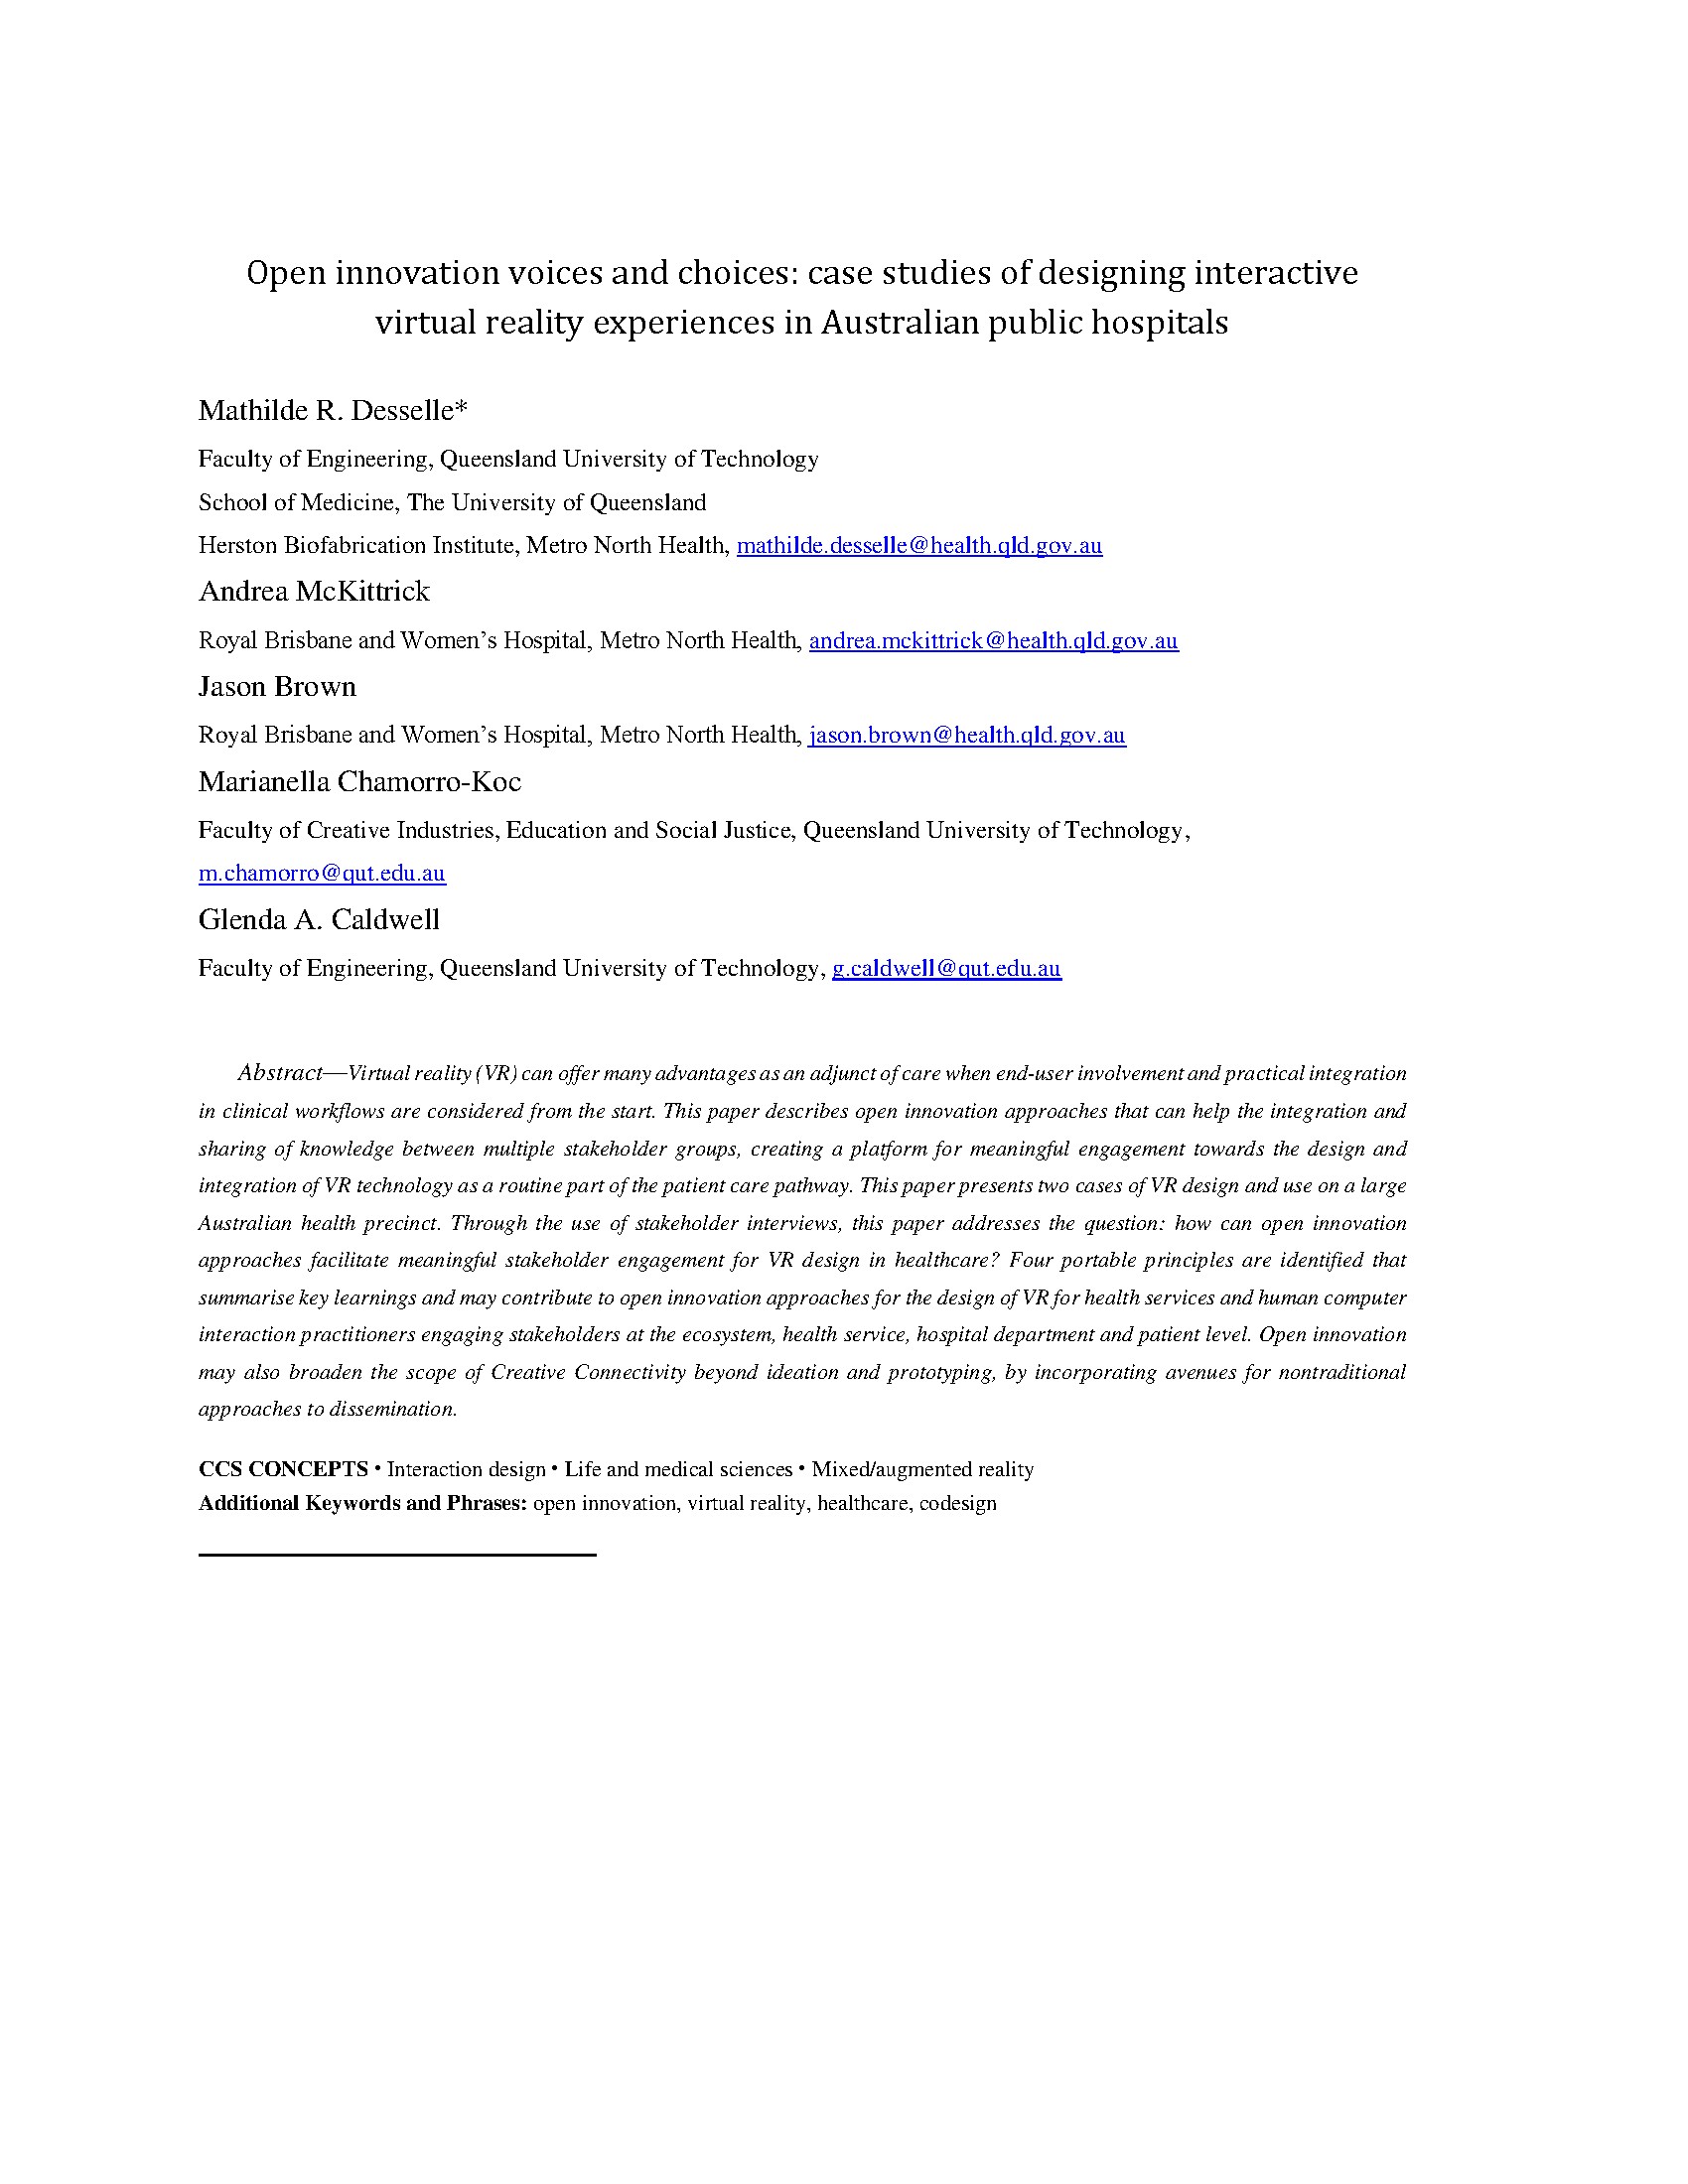 Open innovation voices and choices: case studies of designing interactive
virtual reality experiences in Australian public hospitals
Mathilde R. Desselle*
Faculty of Engineering, Queensland University of Technology
School of Medicine, The University of Queensland
Herston Biofabrication Institute, Metro North Health, mathilde.desselle@health.qld.gov.au
Andrea McKittrick
Royal Brisbane and Women’s Hospital, Metro North Health, andrea.mckittrick@health.qld.gov.au
Jason Brown
Royal Brisbane and Women’s Hospital, Metro North Health, jason.brown@health.qld.gov.au
Marianella Chamorro-Koc
Faculty of Creative Industries, Education and Social Justice, Queensland University of Technology,
m.chamorro@qut.edu.au
Glenda A. Caldwell
Faculty of Engineering, Queensland University of Technology, g.caldwell@qut.edu.au
Abstract—Virtual reality (VR) can offer many advantages as an adjunct of care when end-user involvement and practical integration
in clinical workflows are considered from the start. This paper describes open innovation approaches that can help the integration and
sharing of knowledge between multiple stakeholder groups, creating a platform for meaningful engagement towards the design and
integration of VR technology as a routine part of the patient care pathway. This paper presents two cases of VR design and use on a large
Australian health precinct. Through the use of stakeholder interviews, this paper addresses the question: how can open innovation
approaches facilitate meaningful stakeholder engagement for VR design in healthcare? Four portable principles are identified that
summarise key learnings and may contribute to open innovation approaches for the design of VR for health services and human computer
interaction practitioners engaging stakeholders at the ecosystem, health service, hospital department and patient level. Open innovation
may also broaden the scope of Creative Connectivity beyond ideation and prototyping, by incorporating avenues for nontraditional
approaches to dissemination.
CCS CONCEPTS • Interaction design • Life and medical sciences • Mixed/augmented reality
Additional Keywords and Phrases: open innovation, virtual reality, healthcare, codesign